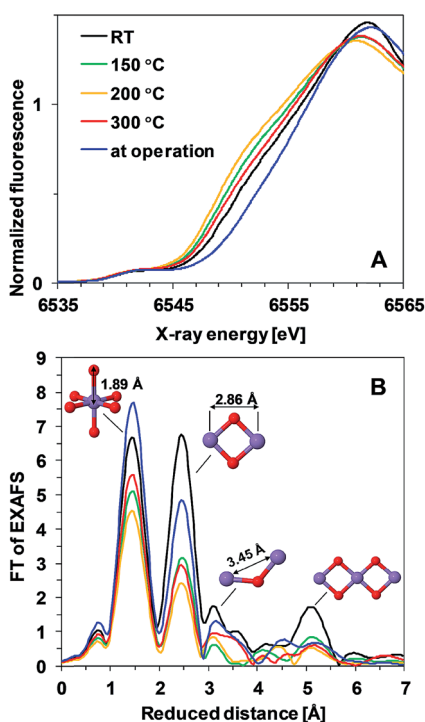 RT
150 °C
200 °C
300 °C
at operation
Normalized fluorescence
1
0
A
6535 6545 6555 6565
X-ray energy [eV]
B
FT of EXAFS
9
8
7
6
5
4
3
2
1
0
1.89 Å
2.86 Å
3.45 Å
0 1 2 3 4 5 6 7
Reduced distance [Å]